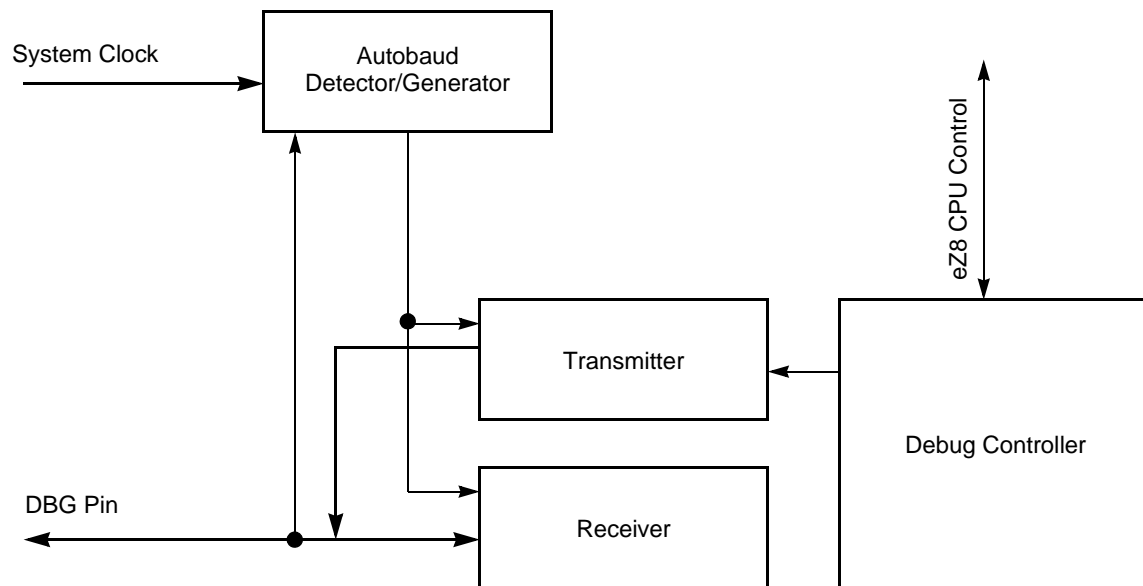 System Clock
Autobaud
Detector/Generator
eZ8 CPU Control
Transmitter
Debug Controller
DBG Pin
Receiver